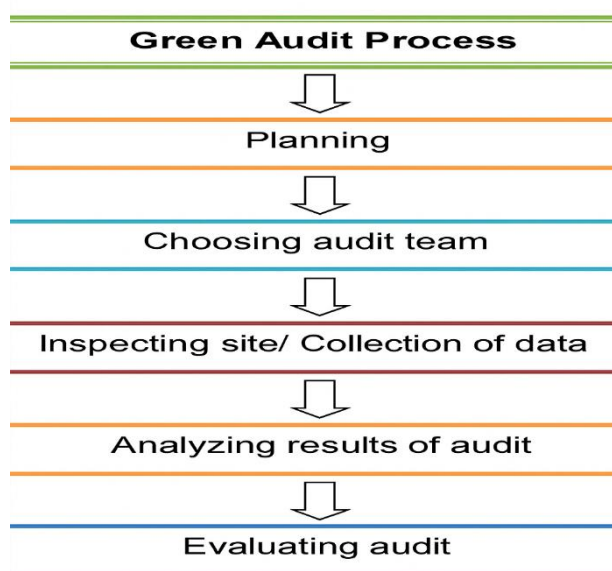 Green Audit Process
Planning
Choosing audit team
Inspecting site/ Collection of data
Analyzing results of audit
Evaluating audit